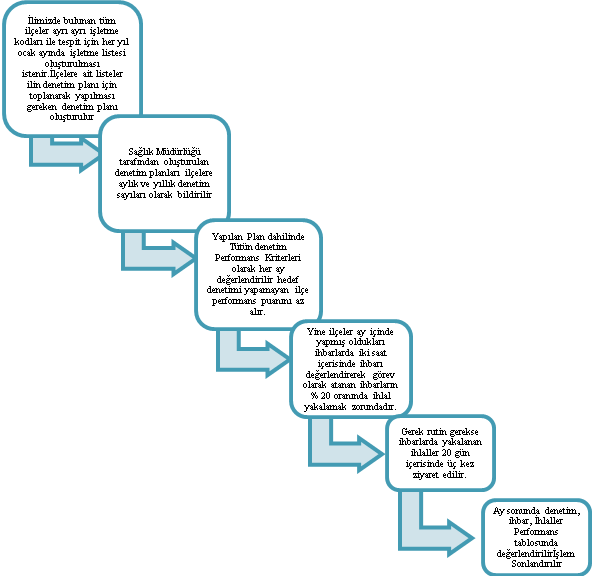 İlimizde bulunan tüm
ilçeler ayrı ayrı işletme
kodları ile tespit için her yıl
ocak ayında işletme listesi
oluşturulması
istenir.İlçelere ait listeler
ilin denetim planı için
toplanarak yapılması
gereken denetim planı
oluşturulur
Sağlık Müdürlüğü
tarafından oluşturulan
denetim planları ilçelere
aylık ve yıllık denetim
sayıları olarak bildirilir
Yapılan Plan dahilinde
Tütün denetim
Performans Kriterleri
olarak her ay
değerlendirilir hedef
denetimi yapamayan ilçe
performans puanını az
alır.
Yine ilçeler ay içinde
yapmış oldukları
ihbarlarda iki saat
içerisinde ihbarı
değerlendirerek görev
olarak atanan ihbarların
%20 oranında ihlal
yakalamak zorundadır.
Gerek rutin gerekse
ihbarlarda yakalanan
ihlaller 20 gün
içerisinde üç kez
ziyaret edilir.
Ay sonunda denetim,
ihbar, İhlaller
Performans
tablosunda
değerlendirilirİşlem
Sonlandırılır